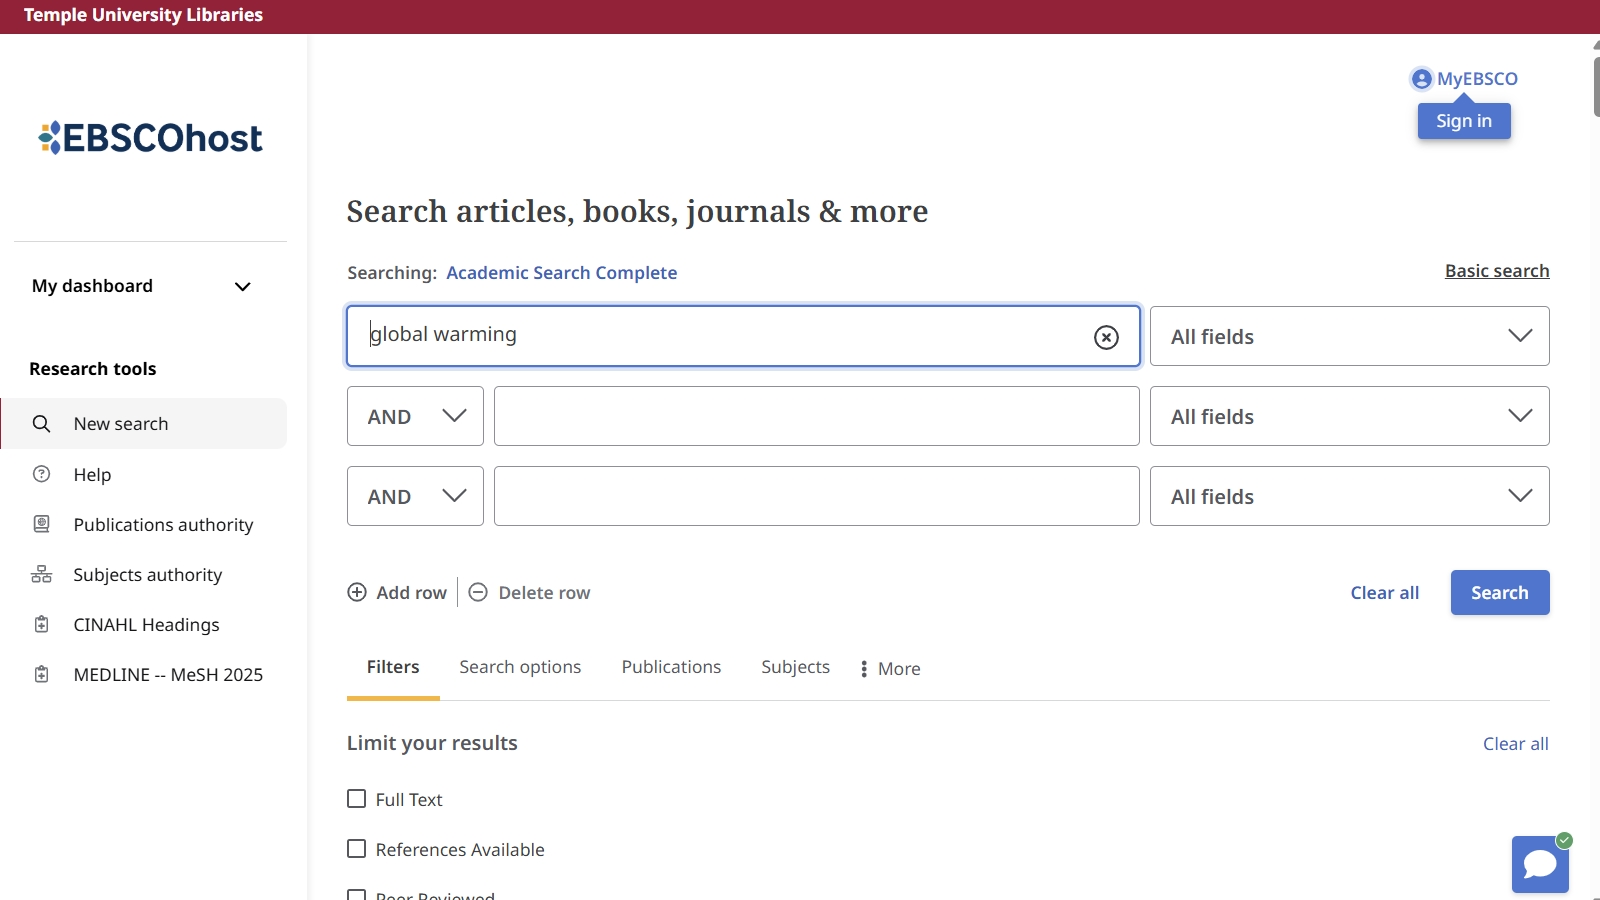 Temple University Libraries
EBSCOhost
MyEBSCO
Sign in
My dashboard
Research tools
New search
Help
Publications authority
Subjects authority
CINAHL Headings
MEDLINE -- MeSH 2025
Search articles, books, journals & more
Searching: Academic Search Complete
Basic search
global warming
All fields
AND
All fields
AND
All fields
Add row
Delete row
Clear all
Search
Filters
Search options
Publications
Subjects
More
Limit your results
Clear all
Full Text
References Available
Peer Reviewed